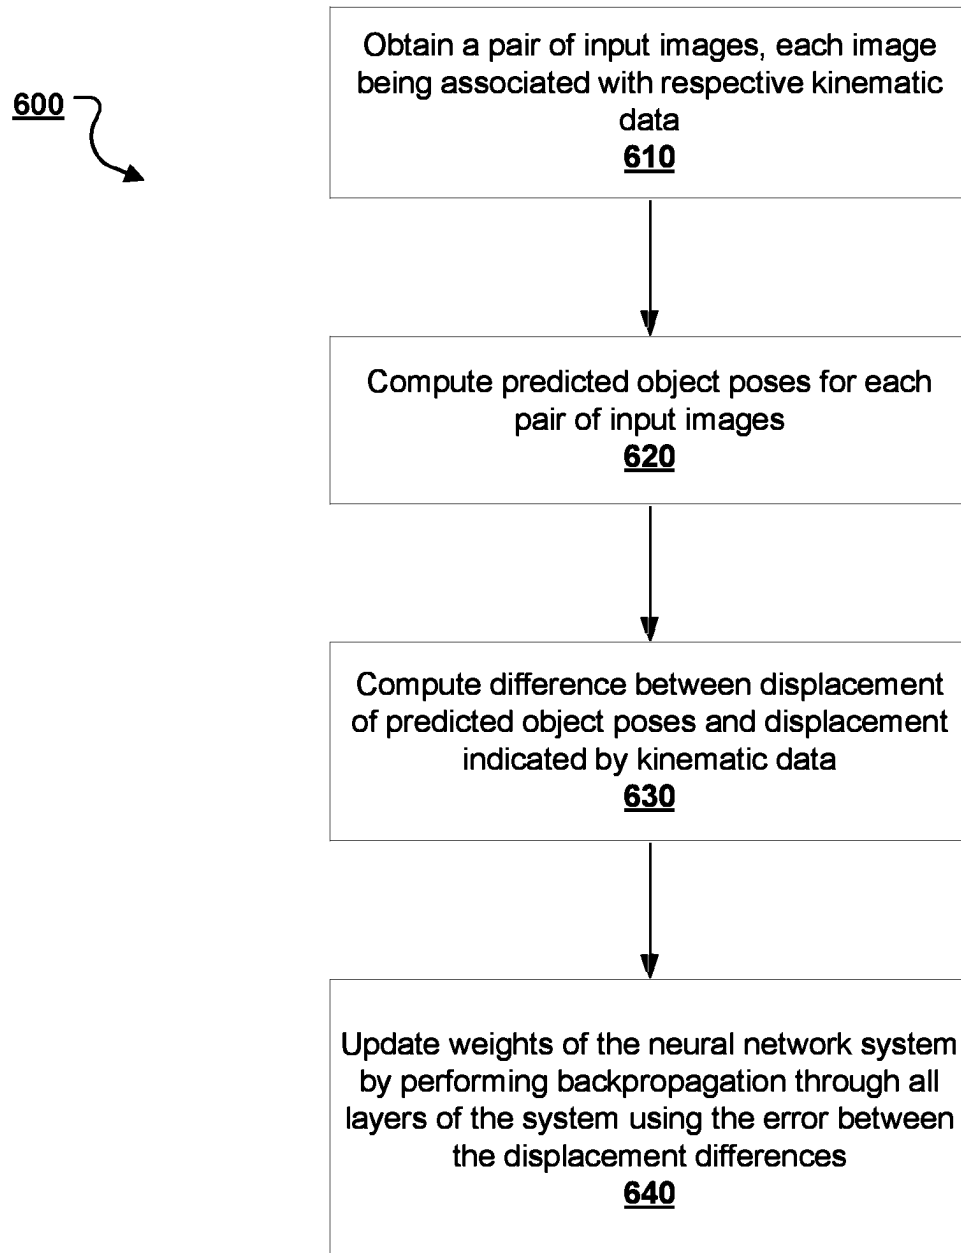 600
Obtain a pair of input images, each image
being associated with respective kinematic
data
610
Compute predicted object poses for each
pair of input images
620
Compute difference between displacement
of predicted object poses and displacement
indicated by kinematic data
630
Update weights of the neural network system
by performing backpropagation through all
layers of the system using the error between
the displacement differences
640